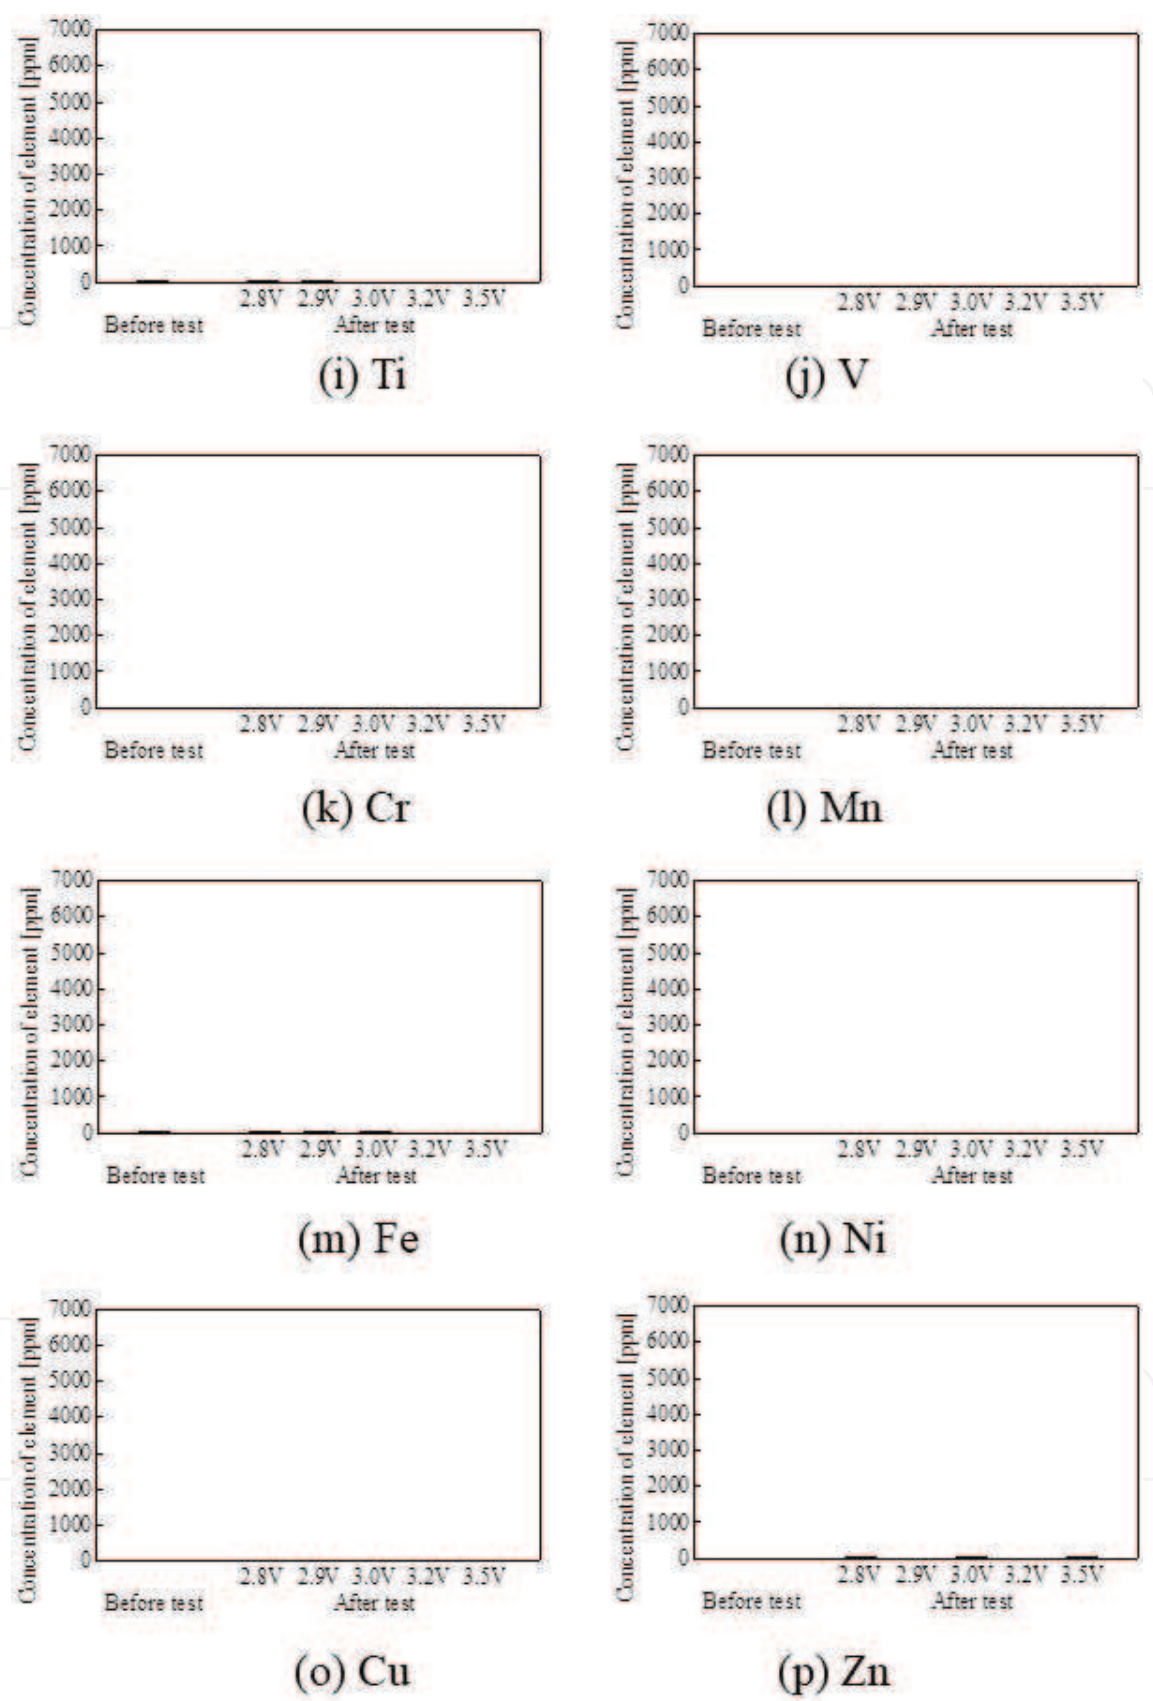 7000
6000
5000
4000
3000
2000
1000
0
Concentration of element [ppm]
2.8V 2.9V 3.0V 3.2V 3.5V
Before test After test
(i) Ti
7000
6000
5000
4000
3000
2000
1000
0
Concentration of element [ppm]
2.8V 2.9V 3.0V 3.2V 3.5V
Before test After test
(j) V
7000
6000
5000
4000
3000
2000
1000
0
Concentration of element [ppm]
2.8V 2.9V 3.0V 3.2V 3.5V
Before test After test
(k) Cr
7000
6000
5000
4000
3000
2000
1000
0
Concentration of element [ppm]
2.8V 2.9V 3.0V 3.2V 3.5V
Before test After test
(l) Mn
7000
6000
5000
4000
3000
2000
1000
0
Concentration of element [ppm]
2.8V 2.9V 3.0V 3.2V 3.5V
Before test After test
(m) Fe
7000
6000
5000
4000
3000
2000
1000
0
Concentration of element [ppm]
2.8V 2.9V 3.0V 3.2V 3.5V
Before test After test
(n) Ni
7000
6000
5000
4000
3000
2000
1000
0
Concentration of element [ppm]
2.8V 2.9V 3.0V 3.2V 3.5V
Before test After test
(o) Cu
7000
6000
5000
4000
3000
2000
1000
0
Concentration of element [ppm]
2.8V 2.9V 3.0V 3.2V 3.5V
Before test After test
(p) Zn